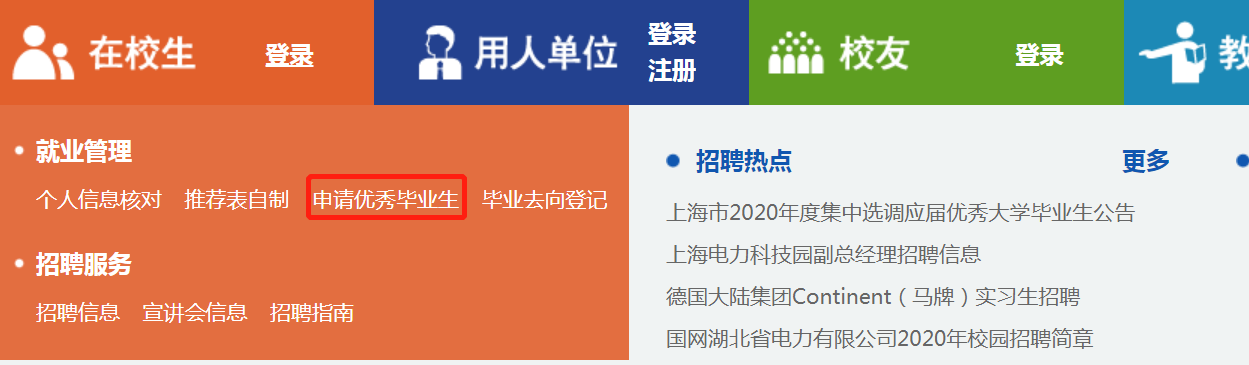 在校生 登录 用人单位 登录 注册 校友 登录 教
就业管理
个人信息核对 推荐表自制 申请优秀毕业生 毕业去向登记
招聘服务
招聘信息 宣讲会信息 招聘指南
招聘热点 更多
上海市2020年度集中选调应届优秀大学毕业生公告
上海电力科技园副总经理招聘信息
德国大陆集团Continent（马牌）实习生招聘
国网湖北省电力有限公司2020年校园招聘简章